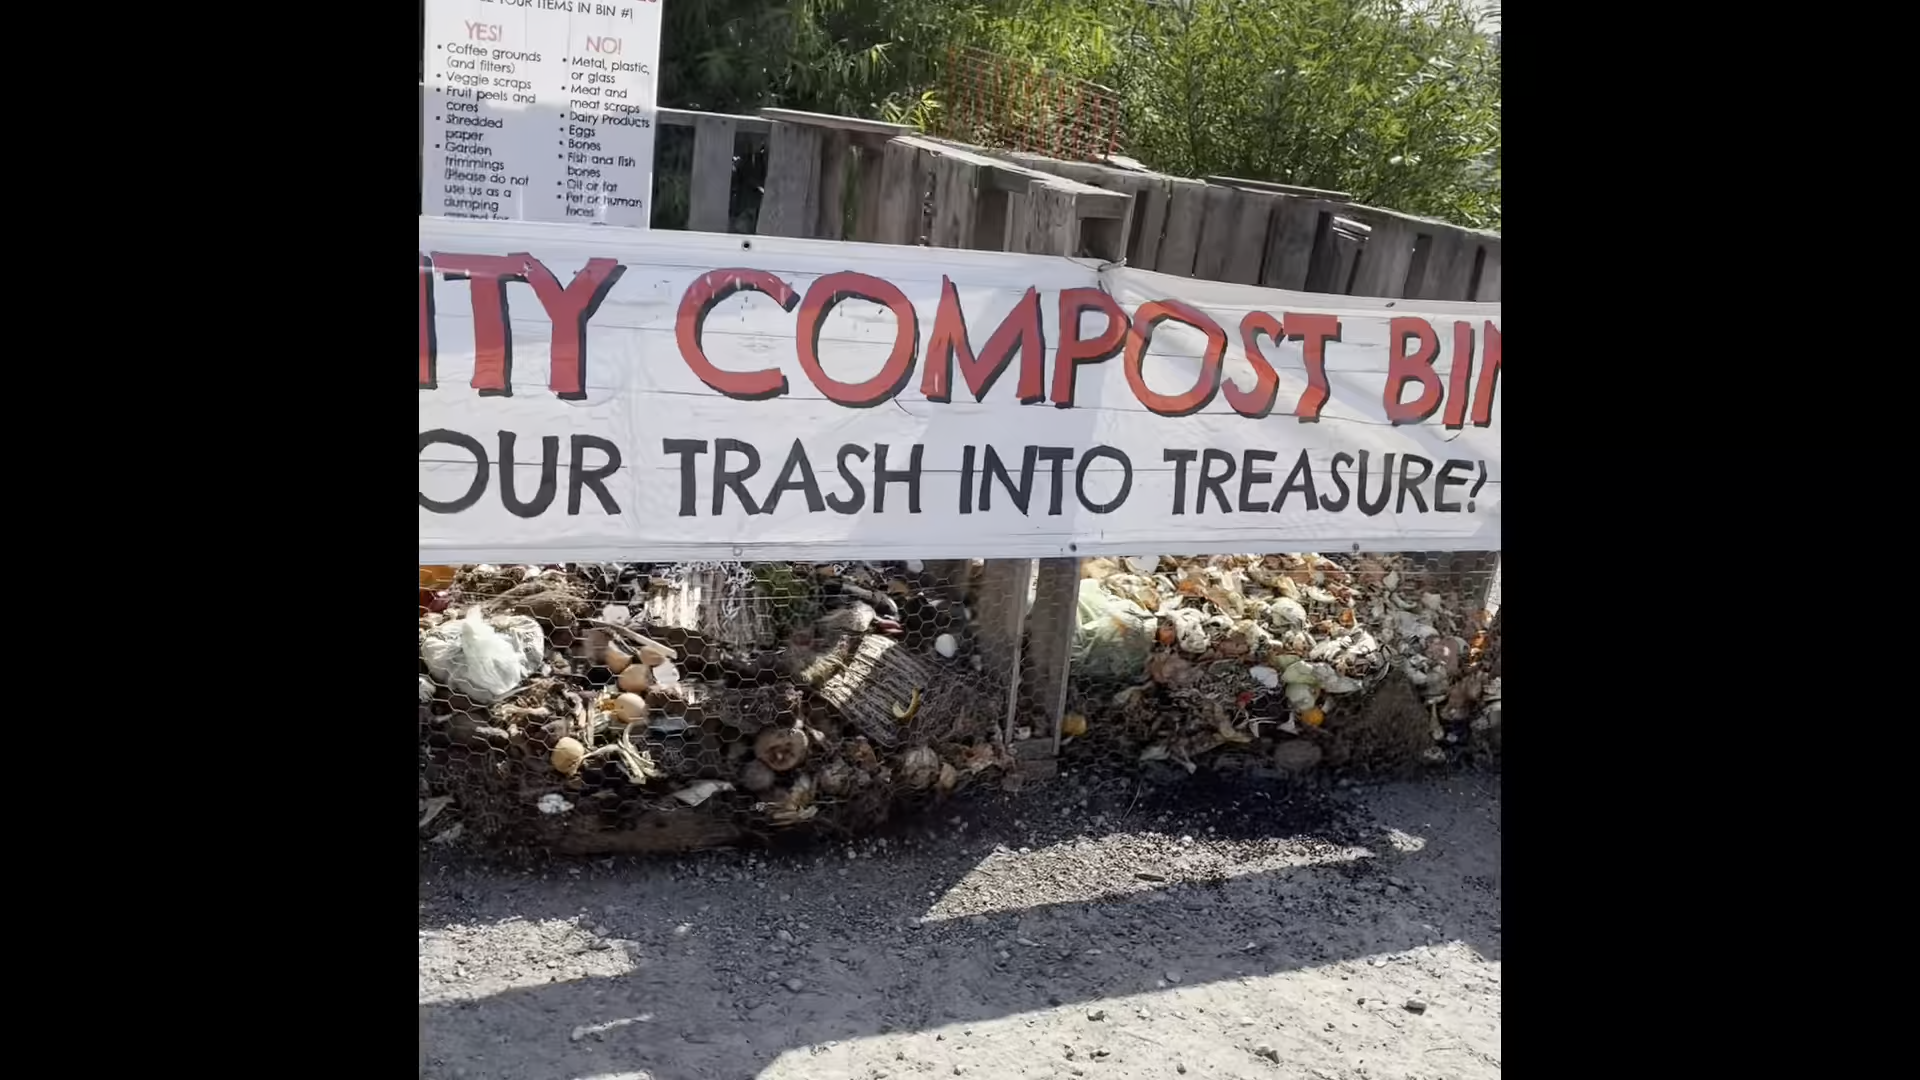 YOUR ITEMS IN BIN #1
YES!
• Coffee grounds
(and filters)
• Veggie scraps
• Fruit peels and
cores
• Shredded
paper
• Garden
trimmings
(Please do not
use us as a
dumping
ground for
NO!
• Metal, plastic,
or glass
• Meat and
meat scraps
• Dairy Products
• Eggs
• Bones
• Fish and fish
bones
• Oil or fat
• Pet or human
feces
ITY COMPOST BIN
OUR TRASH INTO TREASURE?